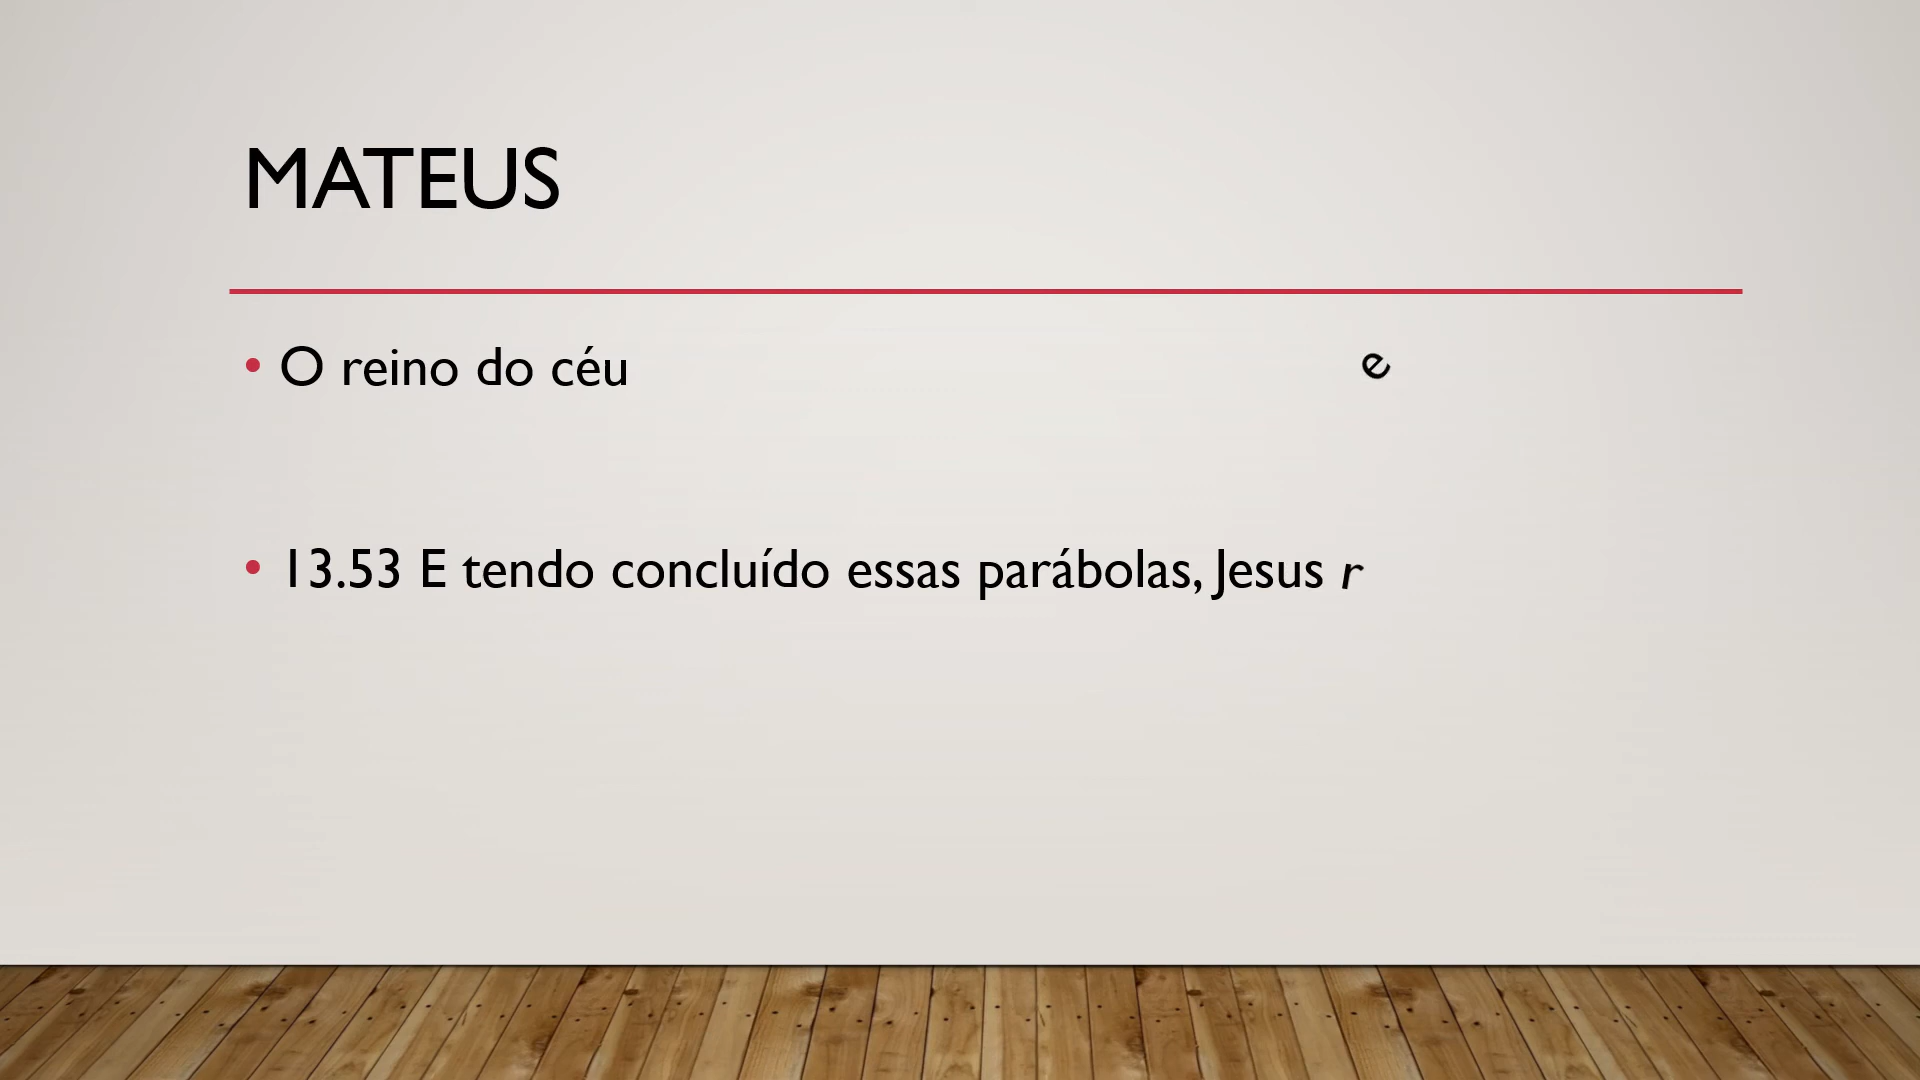 MATEUS
O reino do céu
e
13.53 E tendo concluído essas parábolas, Jesus r